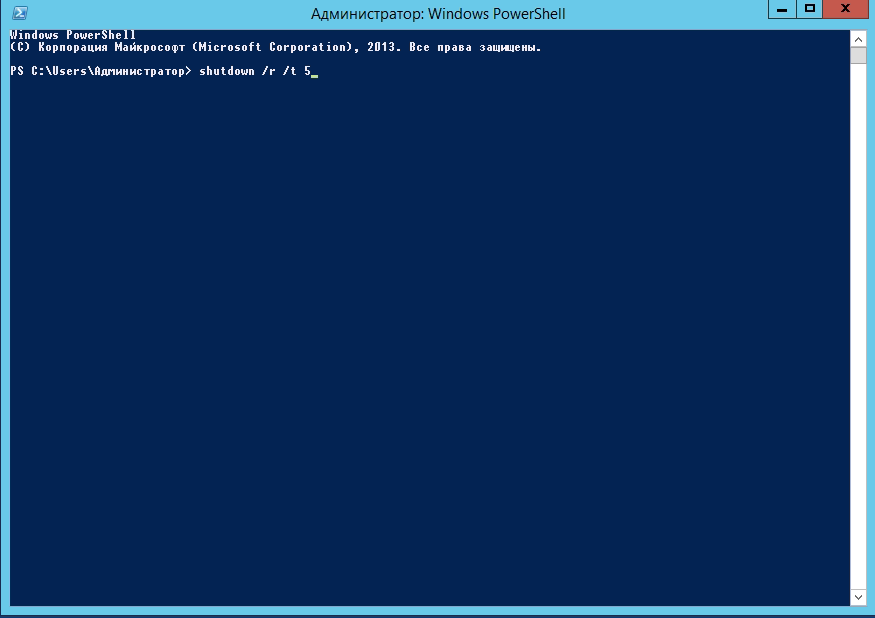 Администратор: Windows PowerShell
Windows PowerShell
(C) Корпорация Майкрософт (Microsoft Corporation), 2013. Все права защищены.
PS C:\Users\Администратор> shutdown /r /t 5